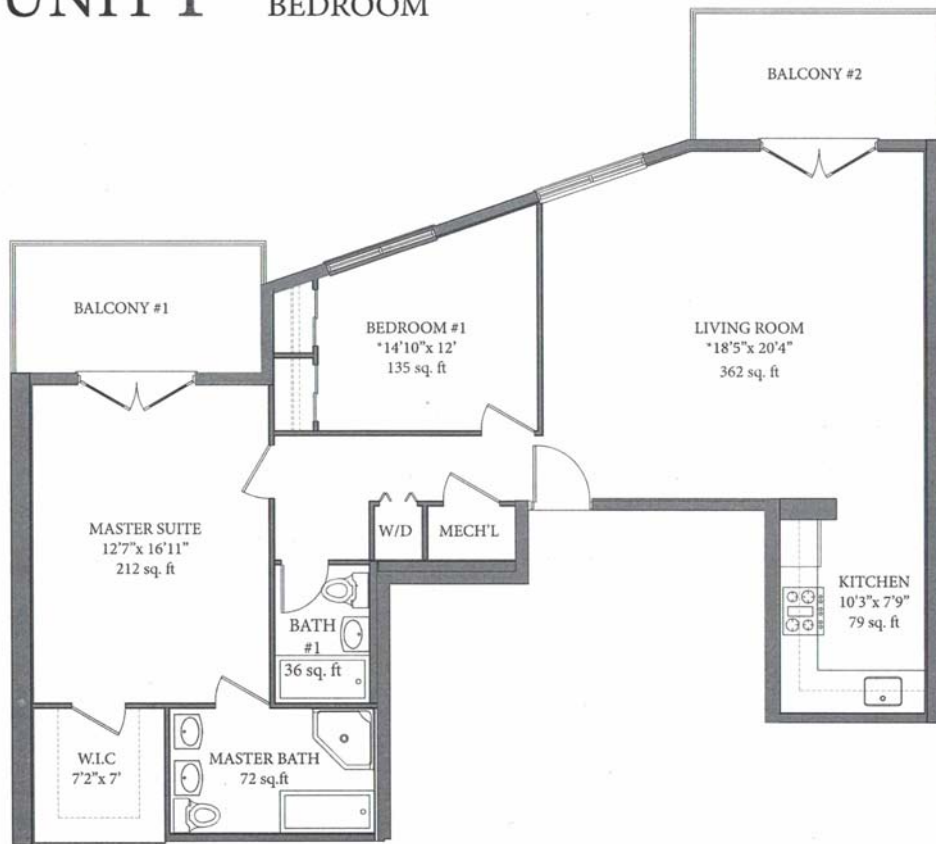 BEDROOM
BALCONY #2
BALCONY #1
BEDROOM #1
*14'10"x 12'
135 sq. ft
LIVING ROOM
*18'5"x 20'4"
362 sq. ft
MASTER SUITE
12'7"x 16'11"
212 sq. ft
W/D
MECH'L
KITCHEN
10'3"x 7'9"
79 sq. ft
BATH
#1
36 sq. ft
W.I.C
7'2"x 7'
MASTER BATH
72 sq.ft